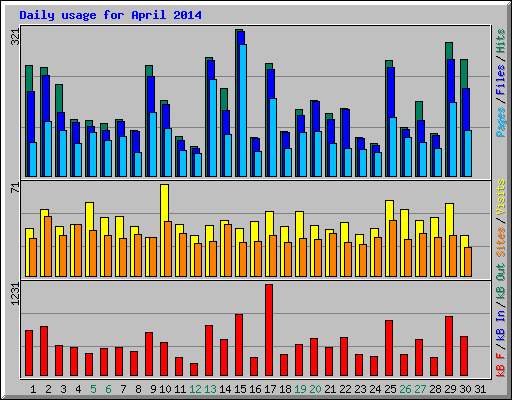 Daily usage for April 2014
321
Pages / Files / Hits
71
Sites / Visits
1231
kB F / kB In / kB Out
1 2 3 4 5 6 7 8 9 10 11 12 13 14 15 16 17 18 19 20 21 22 23 24 25 26 27 28 29 30 31